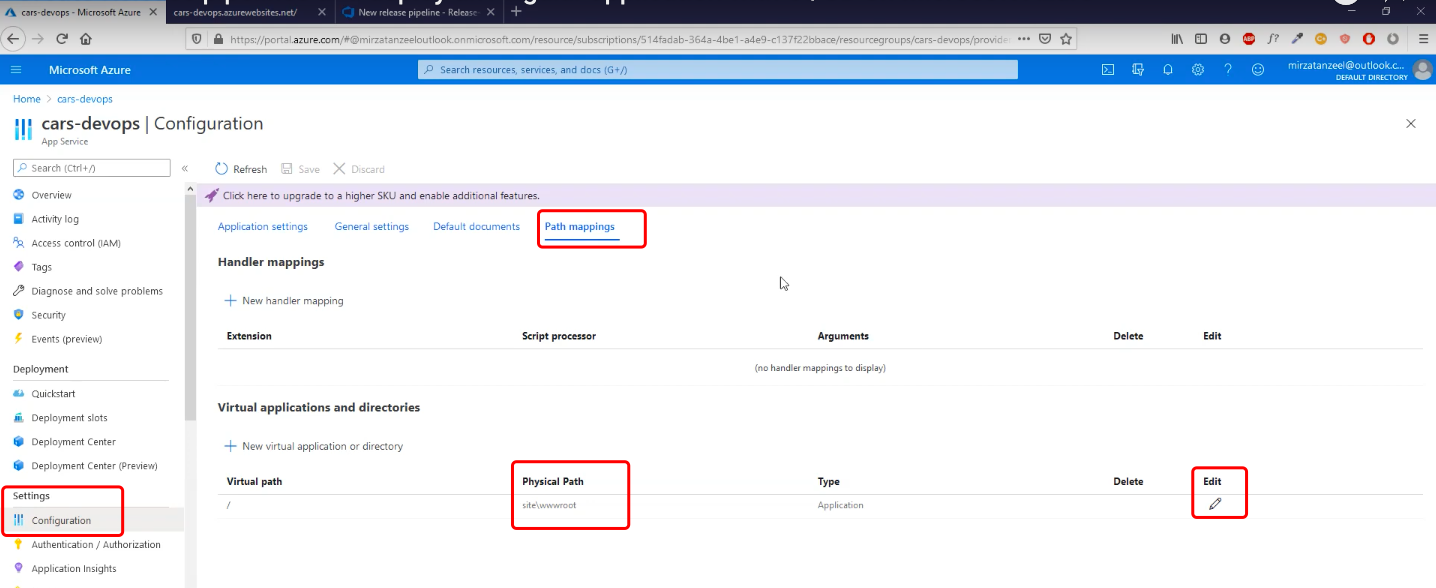 cars-devops - Microsoft Azure
cars-devops.azurewebsites.net/
New release pipeline - Release-
https://portal.azure.com/#@mirzatanzeeloutlook.onmicrosoft.com/resource/subscriptions/514fadab-364a-4be1-a4e9-c137f22bbace/resourcegroups/cars-devops/provide
Microsoft Azure
Search resources, services, and docs (G+/)
mirzatanzeel@outlook.c...
DEFAULT DIRECTORY
Home > cars-devops
cars-devops | Configuration
App Service
Search (Ctrl+/)
«
Refresh Save Discard
Overview
Activity log
Access control (IAM)
Tags
Diagnose and solve problems
Security
Events (preview)
Deployment
Quickstart
Deployment slots
Deployment Center
Deployment Center (Preview)
Settings
Configuration
Authentication / Authorization
Application Insights
Click here to upgrade to a higher SKU and enable additional features.
Application settings General settings Default documents Path mappings
Handler mappings
New handler mapping
Extension Script processor Arguments Delete Edit
(no handler mappings to display)
Virtual applications and directories
New virtual application or directory
Virtual path Physical Path Type Delete Edit
/ site\wwwroot Application